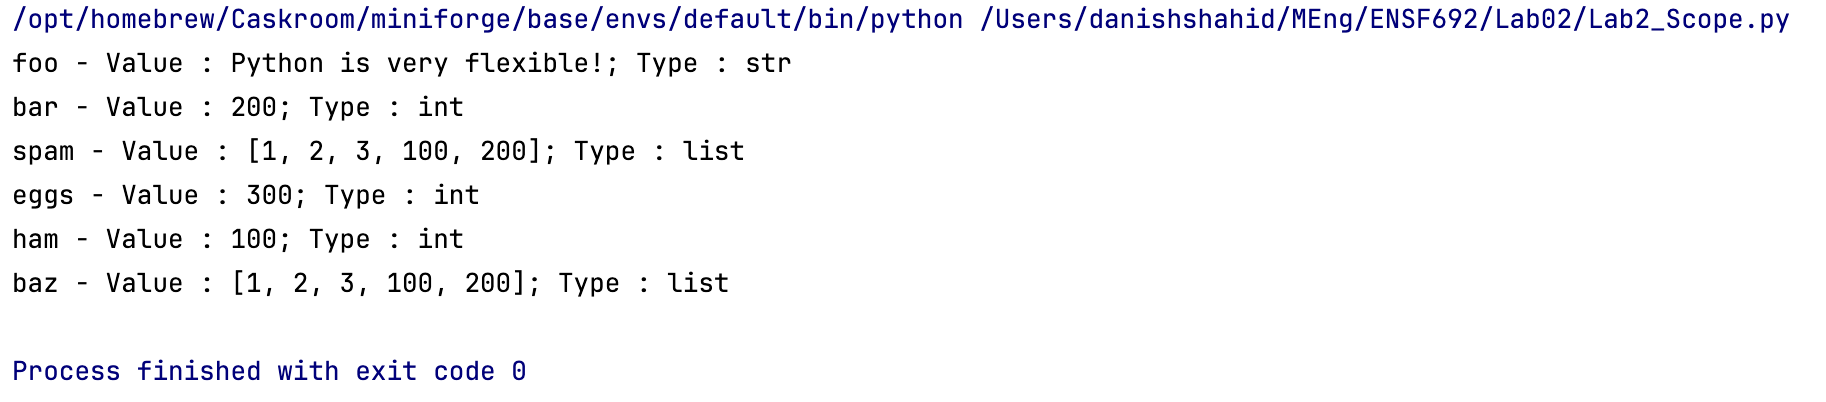 /opt/homebrew/Caskroom/miniforge/base/envs/default/bin/python /Users/danishshahid/MEng/ENSF692/Lab02/Lab2_Scope.py
foo - Value : Python is very flexible!; Type : str
bar - Value : 200; Type : int
spam - Value : [1, 2, 3, 100, 200]; Type : list
eggs - Value : 300; Type : int
ham - Value : 100; Type : int
baz - Value : [1, 2, 3, 100, 200]; Type : list
Process finished with exit code 0